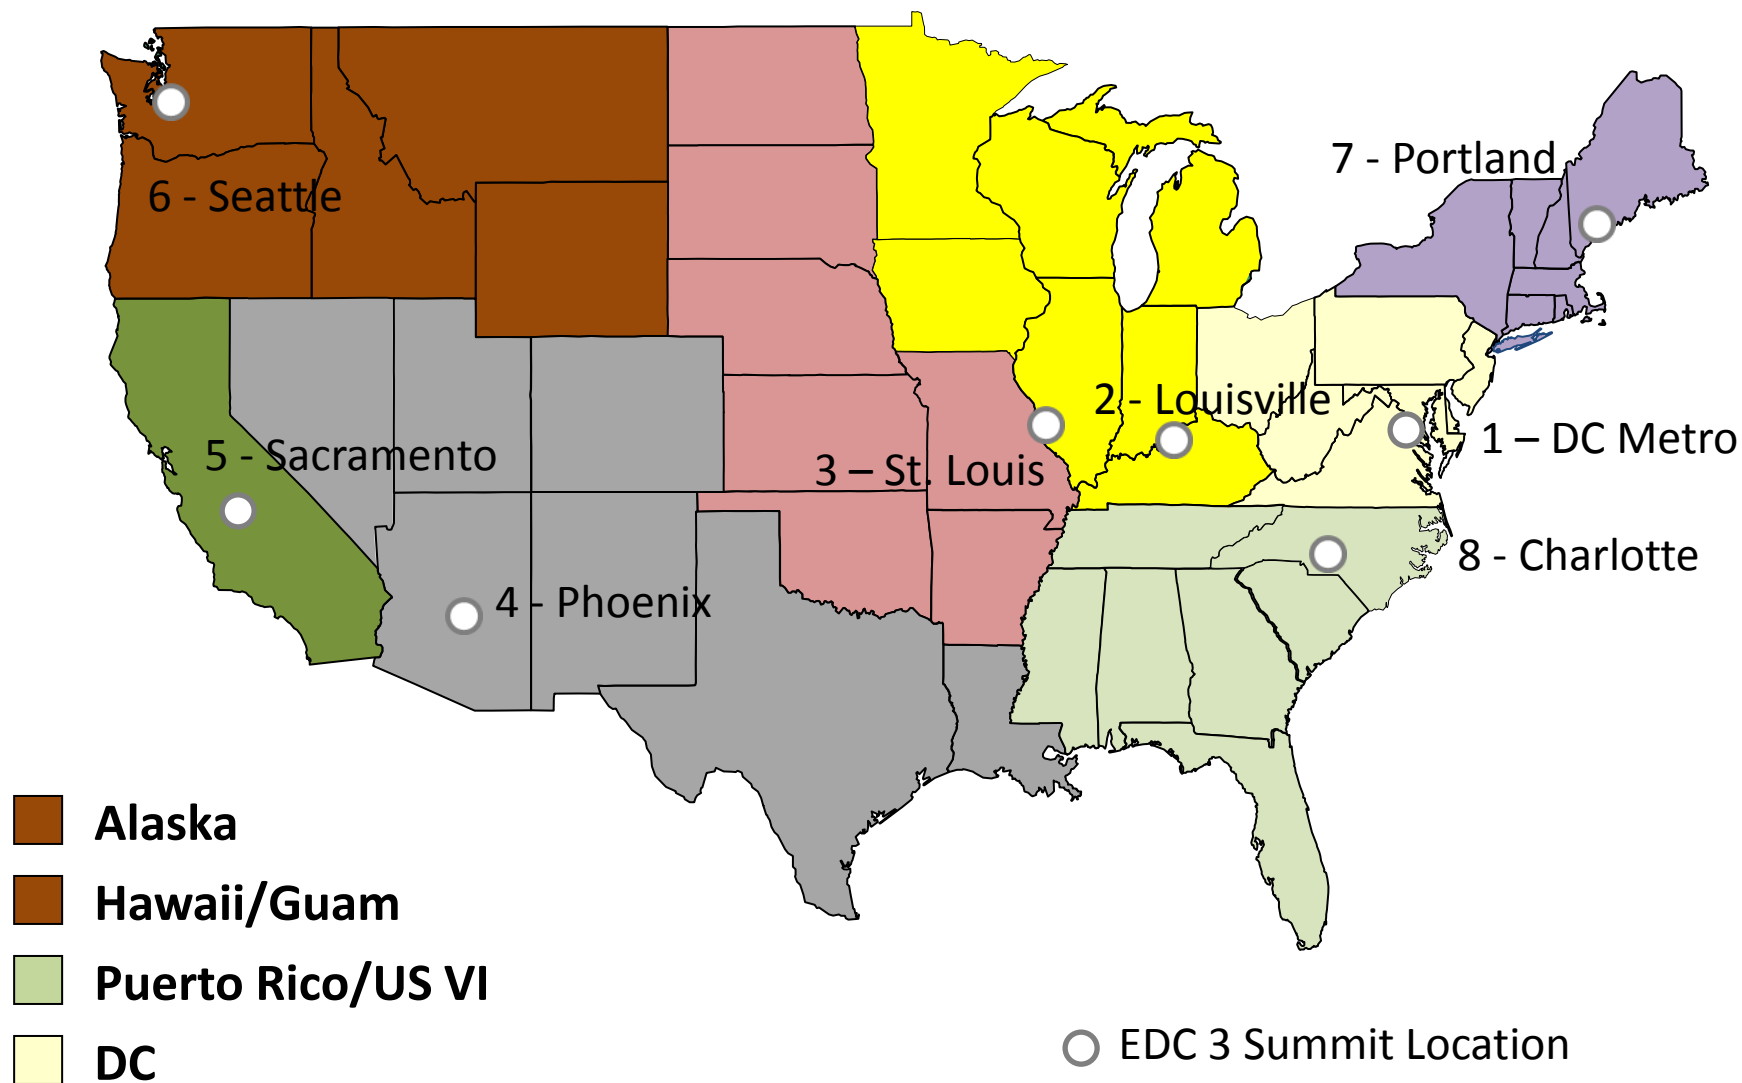 7 - Portland
6 - Seattle
2 - Louisville
1 – DC Metro
5 - Sacramento
3 – St. Louis
8 - Charlotte
4 - Phoenix
Alaska
Hawaii/Guam
Puerto Rico/US VI
DC
EDC 3 Summit Location